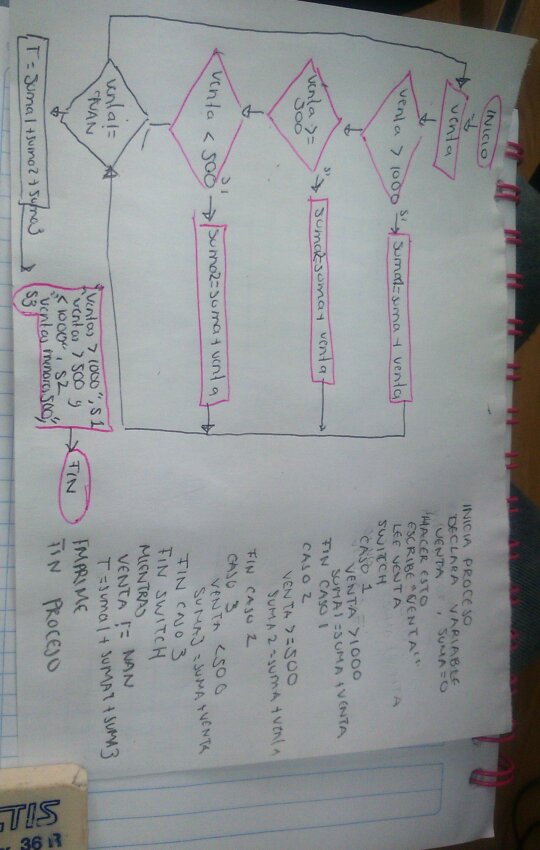 INICIO
venta
venta > 1000
si
suma1=suma + venta
venta >=
500
si
suma2=suma + venta
venta < 500
si
suma2=suma + venta
venta !=
NAN
T = suma1 + suma2 + suma3
"ventas > 1000", S1
"ventas > 500 y
< 1000", S2
"ventas menores 500",
S3
FIN
INICIA PROCESO
DECLARA VARIABLE
VENTA , SUMA=0
HACER ESTO
ESCRIBE "VENTA"
LEE VENTA
SWITCH
CASO 1
VENTA > 1000
SUMA1 = SUMA + VENTA
FIN CASO 1
CASO 2
VENTA >= 500
SUMA2 = SUMA + VENTA
FIN CASO 2
CASO 3
VENTA < 500
SUMA3 = SUMA + VENTA
FIN CASO 3
FIN SWITCH
MIENTRAS
VENTA != NAN
T = SUMA1 + SUMA2 + SUMA3
IMPRIME
FIN PROCESO
CTIS
36 R